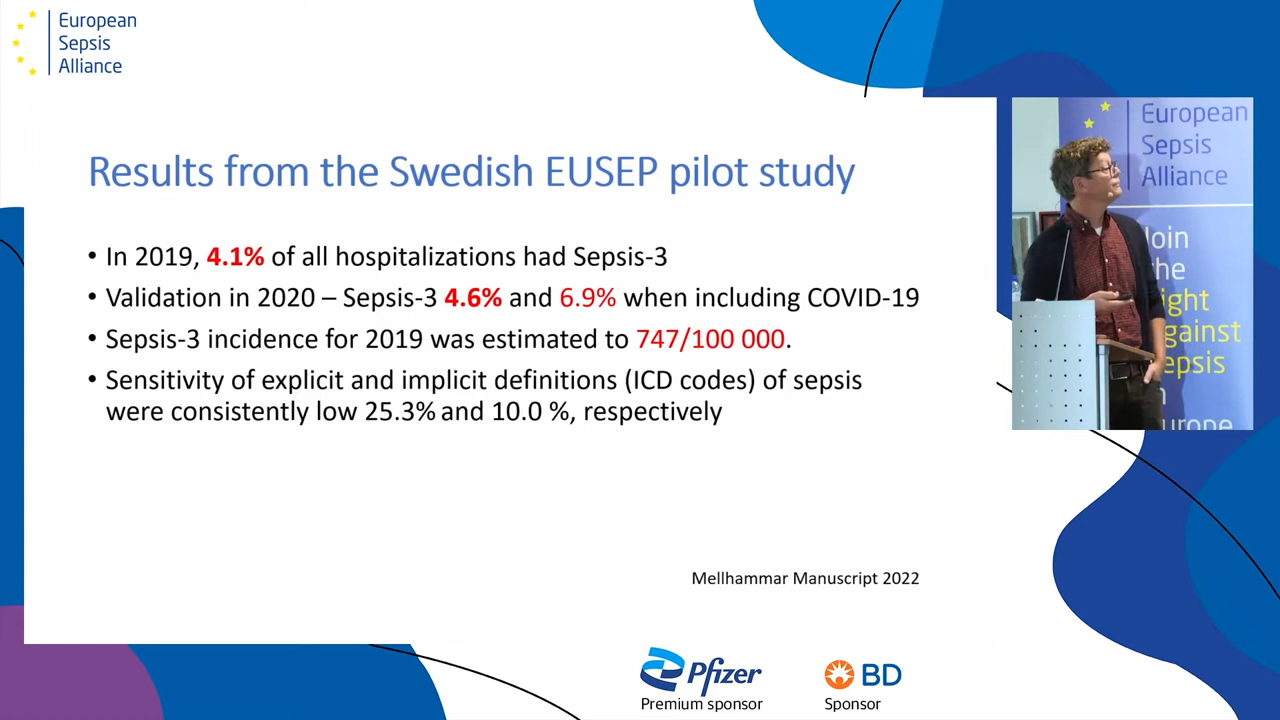 European
Sepsis
Alliance
Results from the Swedish EUSEP pilot study
• In 2019, 4.1% of all hospitalizations had Sepsis-3
• Validation in 2020 – Sepsis-3 4.6% and 6.9% when including COVID-19
• Sepsis-3 incidence for 2019 was estimated to 747/100 000.
• Sensitivity of explicit and implicit definitions (ICD codes) of sepsis
were consistently low 25.3% and 10.0 %, respectively
Mellhammar Manuscript 2022
European
Sepsis
Alliance
Join
the
ight
gainst
epsis
n
urope
Pfizer
Premium sponsor
BD
Sponsor